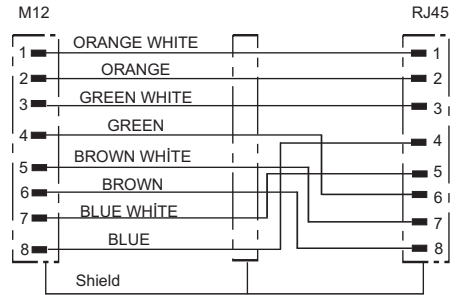 M12 RJ45
1 ORANGE WHITE 1
2 ORANGE 2
3 GREEN WHITE 3
4 GREEN 4
5 BROWN WHİTE 5
6 BROWN 6
7 BLUE WHİTE 7
8 BLUE 8
Shield